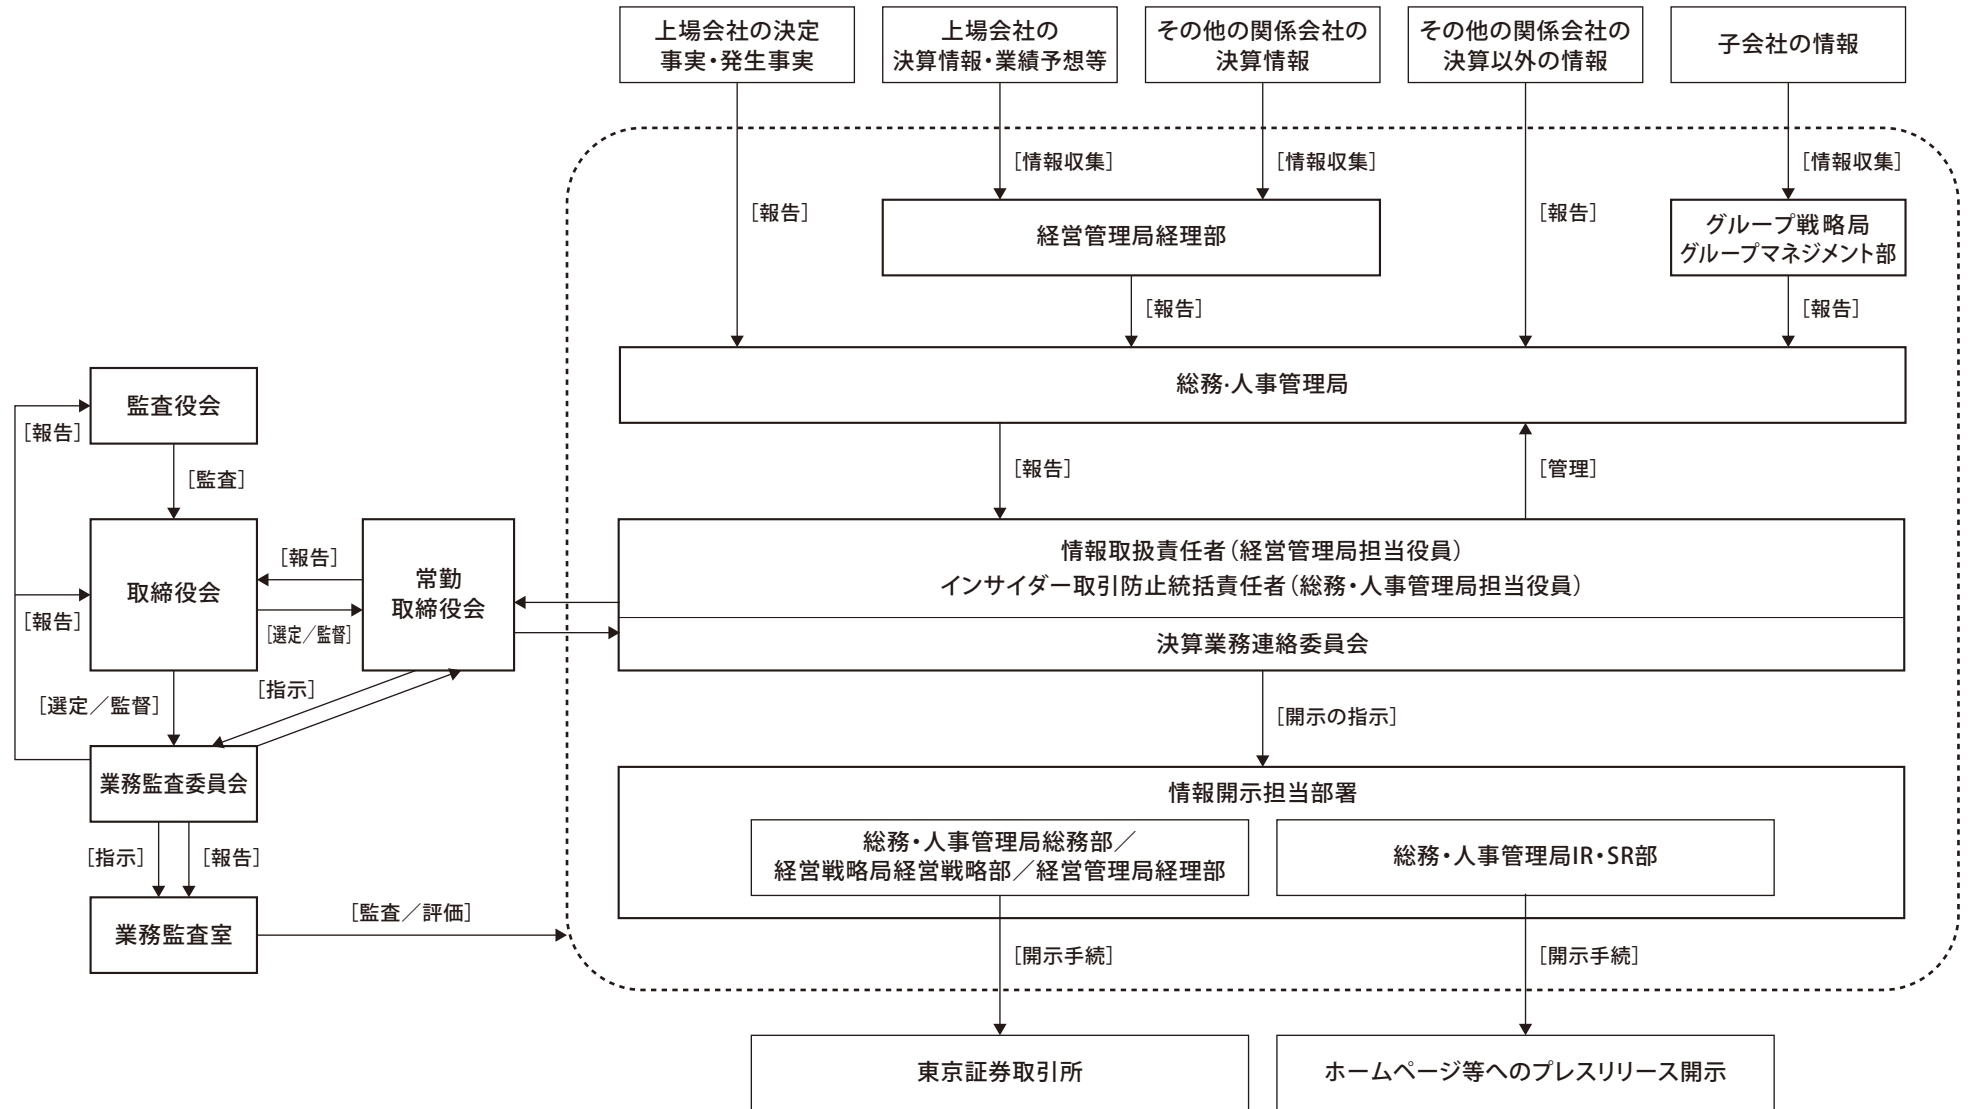 上場会社の決定
事実・発生事実
上場会社の
決算情報・業績予想等
その他の関係会社の
決算情報
その他の関係会社の
決算以外の情報
子会社の情報
［情報収集］
［情報収集］
［情報収集］
［報告］
［報告］
経営管理局経理部
グループ戦略局
グループマネジメント部
［報告］
［報告］
総務・人事管理局
監査役会
［報告］
［監査］
［報告］
［管理］
取締役会
［報告］
［報告］
［選定／監督］
常勤
取締役会
情報取扱責任者（経営管理局担当役員）
インサイダー取引防止統括責任者（総務・人事管理局担当役員）
決算業務連絡委員会
［選定／監督］
［指示］
［開示の指示］
業務監査委員会
［指示］
［報告］
業務監査室
［監査／評価］
情報開示担当部署
総務・人事管理局総務部／
経営戦略局経営戦略部／経営管理局経理部
総務・人事管理局IR・SR部
［開示手続］
［開示手続］
東京証券取引所
ホームページ等へのプレスリリース開示